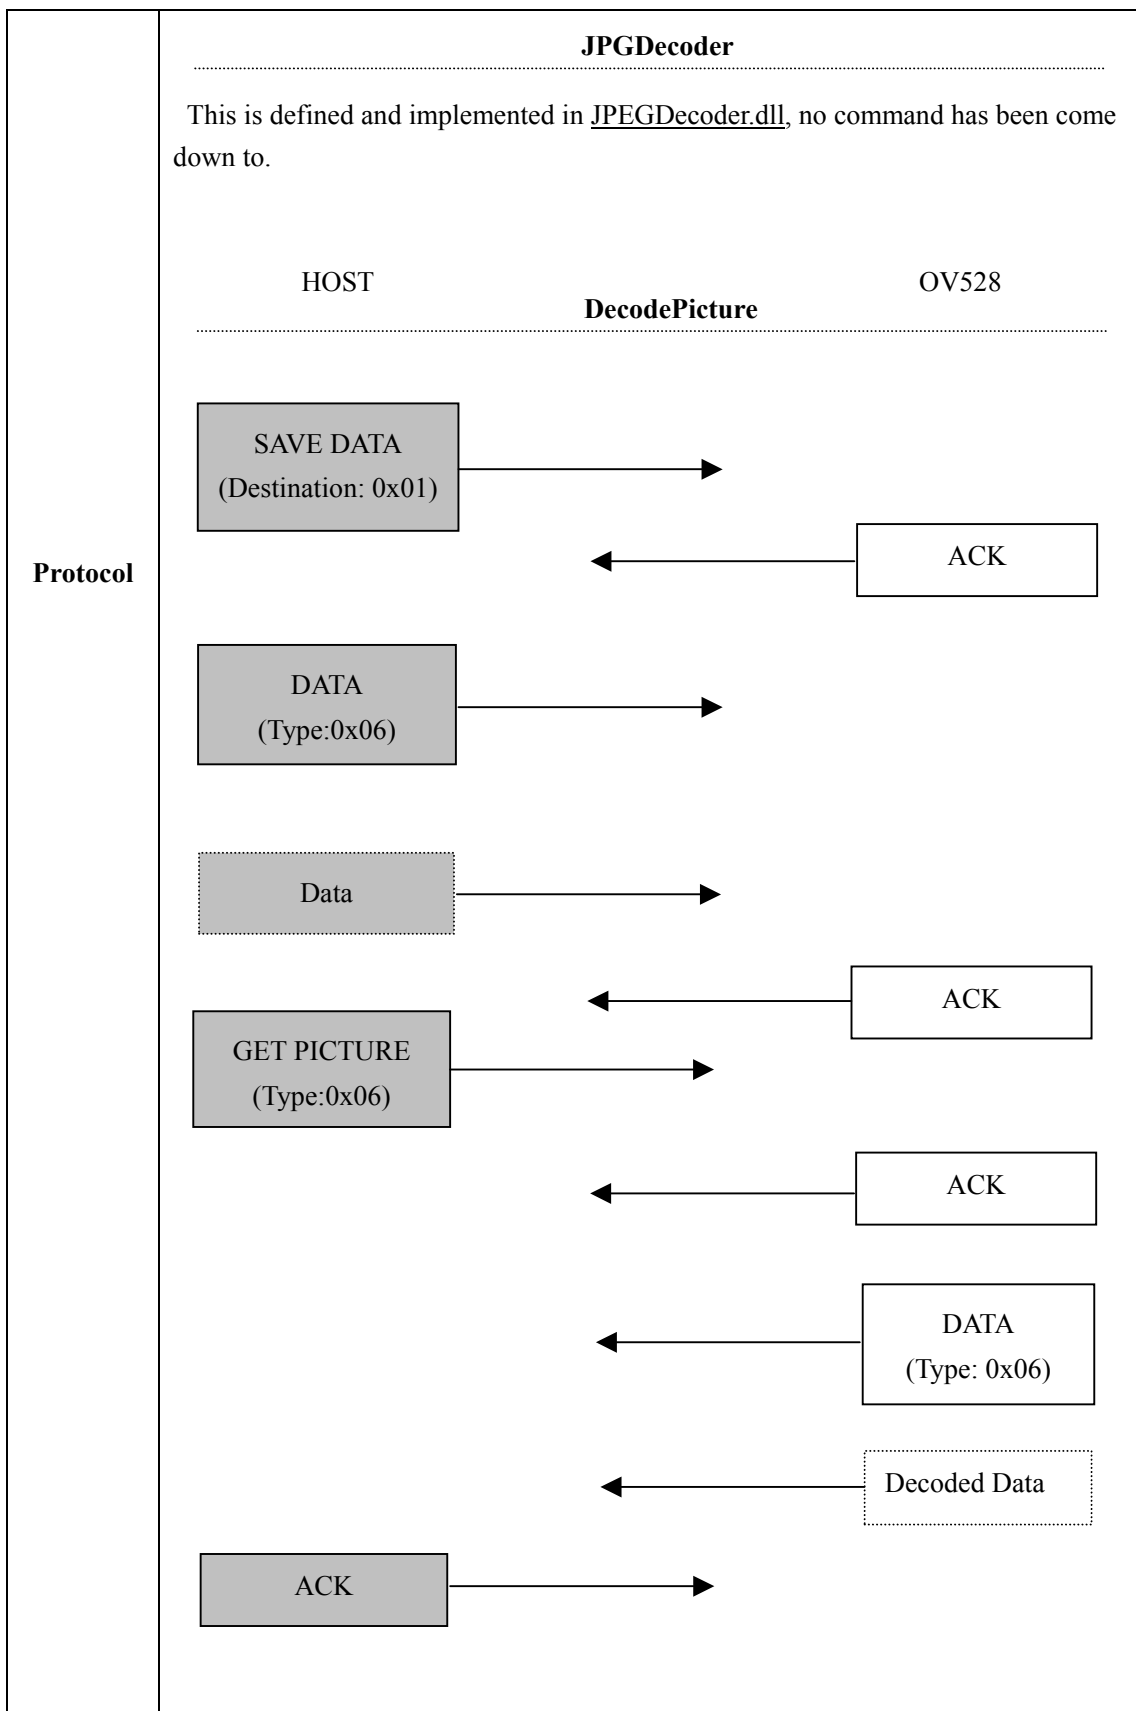 JPGDecoder
This is defined and implemented in JPEGDecoder.dll, no command has been come
down to.
HOST
OV528
DecodePicture
SAVE DATA
(Destination: 0x01)
ACK
Protocol
DATA
(Type:0x06)
Data
ACK
GET PICTURE
(Type:0x06)
ACK
DATA
(Type: 0x06)
Decoded Data
ACK